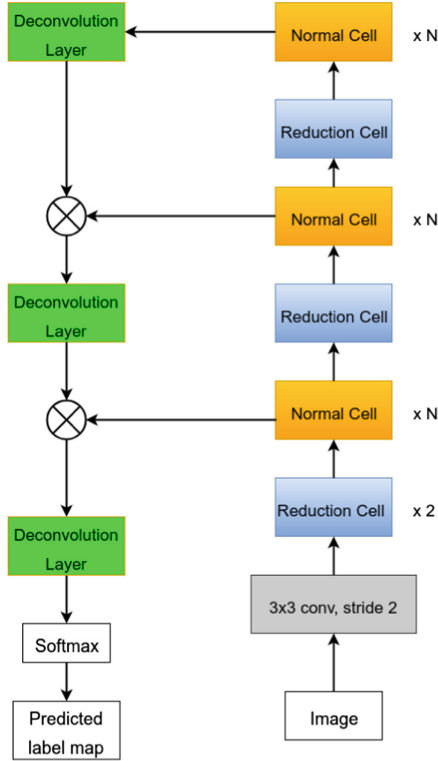 Deconvolution
Layer
Normal Cell
x N
Reduction Cell
Normal Cell
x N
Deconvolution
Layer
Reduction Cell
Normal Cell
x N
Reduction Cell
x 2
Deconvolution
Layer
3x3 conv, stride 2
Softmax
Predicted
label map
Image